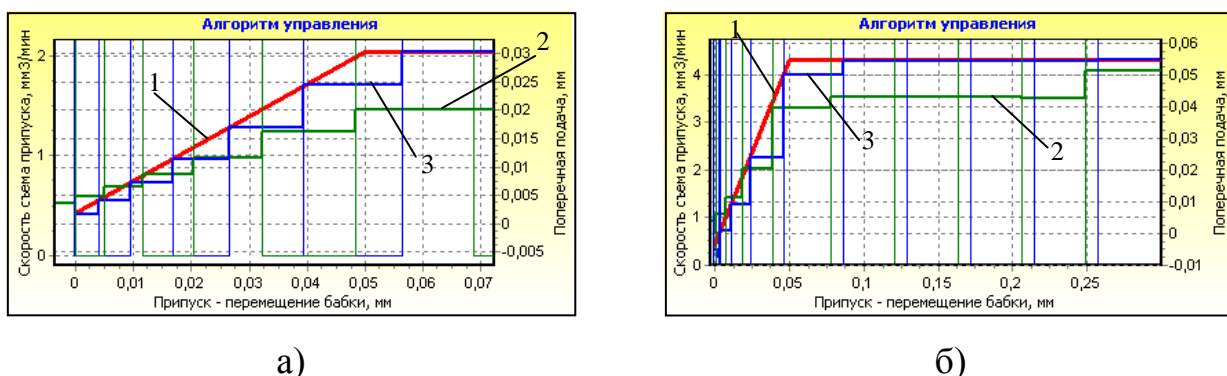 Алгоритм управления
Скорость съема припуска, мм3/мин
2
1
0
0 0,01 0,02 0,03 0,04 0,05 0,06 0,07
Припуск - перемещение бабки, мм
0,03
0,025
0,02
0,015
0,01
0,005
0
-0,005
Поперечная подача, мм
1
2
3
а)
Алгоритм управления
Скорость съема припуска, мм3/мин
4
3
2
1
0
0 0,05 0,1 0,15 0,2 0,25
Припуск - перемещение бабки, мм
0,06
0,05
0,04
0,03
0,02
0,01
0
-0,01
Поперечная подача, мм
1
3
2
б)